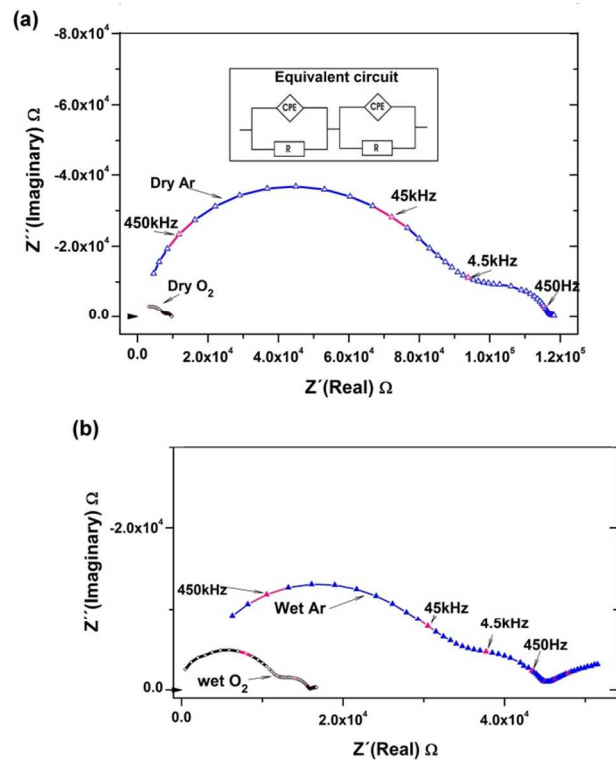 (a)
-8.0x10⁴
-6.0x10⁴
-4.0x10⁴
-2.0x10⁴
0.0
Z´´(Imaginary) Ω
Equivalent circuit
CPE
CPE
R
R
Dry Ar
450kHz
45kHz
4.5kHz
450Hz
Dry O₂
0.0
2.0x10⁴
4.0x10⁴
6.0x10⁴
8.0x10⁴
1.0x10⁵
1.2x10⁵
Z´(Real) Ω
(b)
-2.0x10⁴
0.0
Z´´(Imaginary) Ω
450kHz
Wet Ar
45kHz
4.5kHz
450Hz
wet O₂
0.0
2.0x10⁴
4.0x10⁴
Z´(Real) Ω